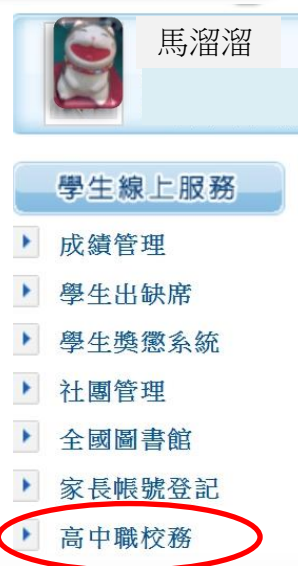 馬溜溜
學生線上服務
成績管理
學生出缺席
學生獎懲系統
社團管理
全國圖書館
家長帳號登記
高中職校務